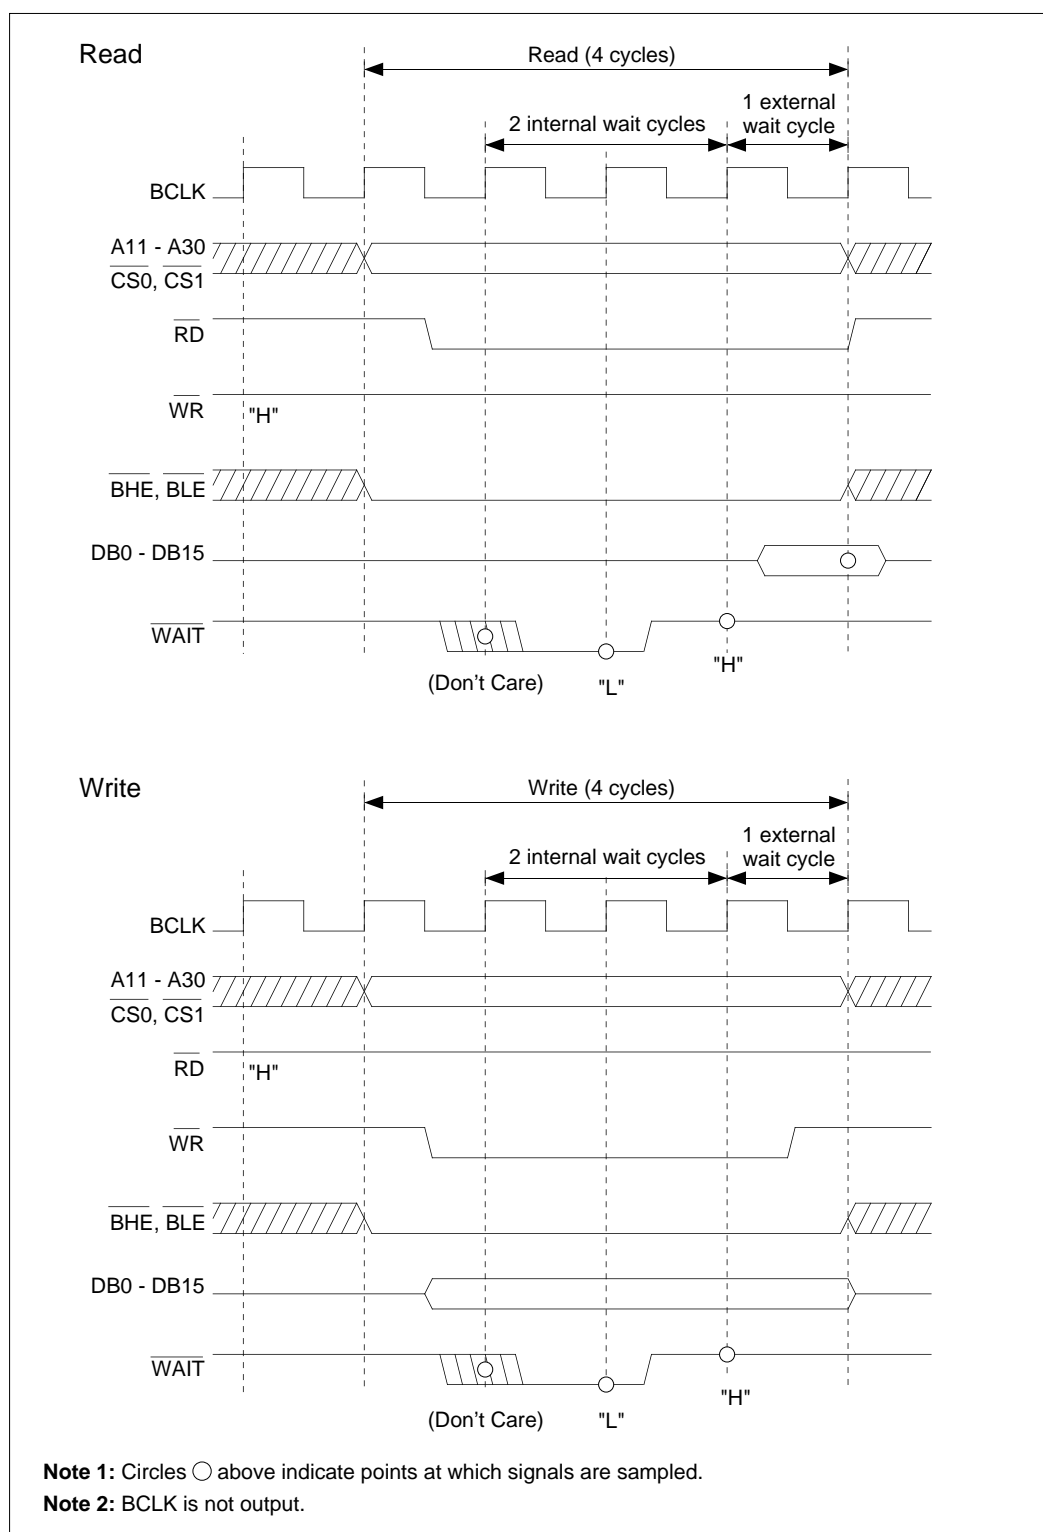 Read
Read (4 cycles)
1 external
2 internal wait cycles
wait cycle
BCLK
A11 - A30
CS0, CS1
RD
WR
"H"
BHE, BLE
DB0 - DB15
WAIT
(Don't Care)
"L"
"H"
Write
Write (4 cycles)
1 external
2 internal wait cycles
wait cycle
BCLK
A11 - A30
CS0, CS1
RD
"H"
WR
BHE, BLE
DB0 - DB15
WAIT
(Don't Care)
"L"
"H"
Note 1: Circles ○ above indicate points at which signals are sampled.
Note 2: BCLK is not output.